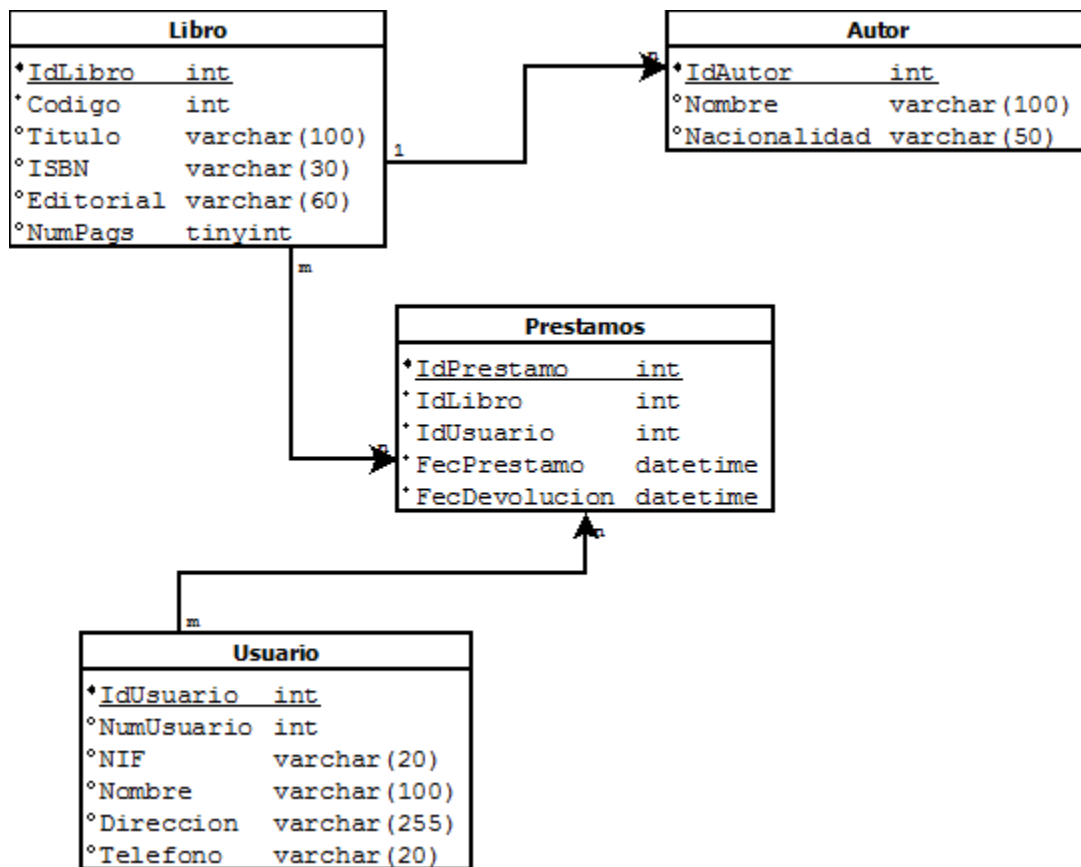 Libro
IdLibro int
Codigo int
Titulo varchar(100)
ISBN varchar(30)
Editorial varchar(60)
NumPags tinyint
1
n
Autor
IdAutor int
Nombre varchar(100)
Nacionalidad varchar(50)
m
n
Prestamos
IdPrestamo int
IdLibro int
IdUsuario int
FecPrestamo datetime
FecDevolucion datetime
n
m
Usuario
IdUsuario int
NumUsuario int
NIF varchar(20)
Nombre varchar(100)
Direccion varchar(255)
Telefono varchar(20)